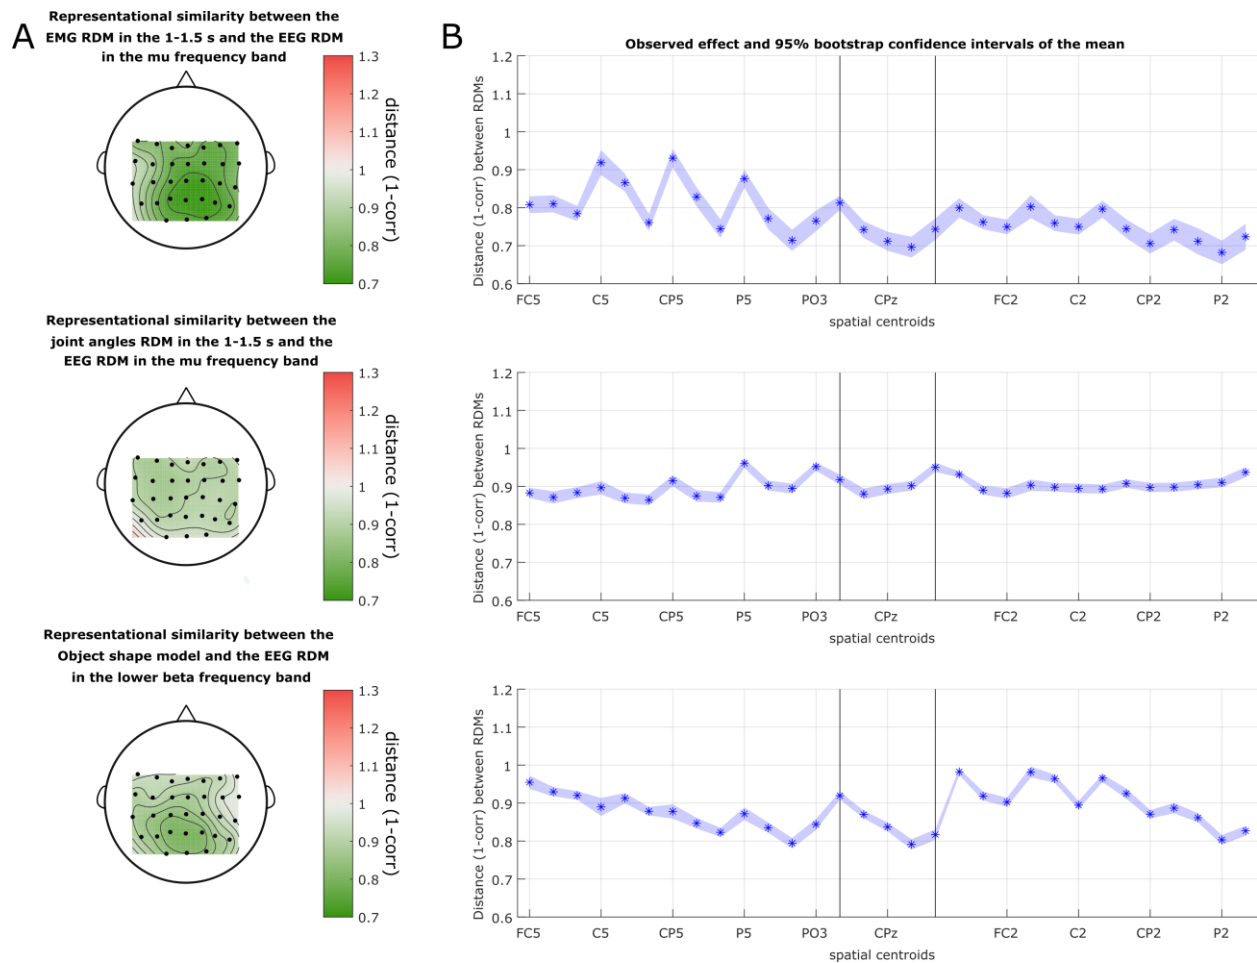 A
Representational similarity between the
EMG RDM in the 1-1.5 s and the EEG RDM
in the mu frequency band
1.3
1.2
1.1
1
0.9
0.8
0.7
distance (1-corr)
B
Observed effect and 95% bootstrap confidence intervals of the mean
Distance (1-corr) between RDMs
1.2
1.1
1
0.9
0.8
0.7
0.6
FC5 C5 CP5 P5 PO3 CPz FC2 C2 CP2 P2
spatial centroids
Representational similarity between the
joint angles RDM in the 1-1.5 s and the
EEG RDM in the mu frequency band
1.3
1.2
1.1
1
0.9
0.8
0.7
distance (1-corr)
Distance (1-corr) between RDMs
1.2
1.1
1
0.9
0.8
0.7
0.6
FC5 C5 CP5 P5 PO3 CPz FC2 C2 CP2 P2
spatial centroids
Representational similarity between the
Object shape model and the EEG RDM
in the lower beta frequency band
1.3
1.2
1.1
1
0.9
0.8
0.7
distance (1-corr)
Distance (1-corr) between RDMs
1.2
1.1
1
0.9
0.8
0.7
0.6
FC5 C5 CP5 P5 PO3 CPz FC2 C2 CP2 P2
spatial centroids